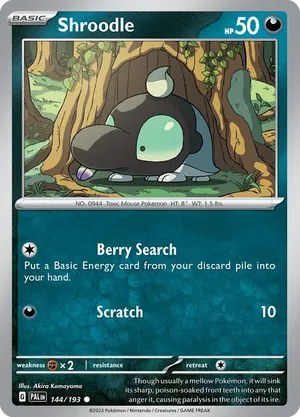 BASIC
Shroodle
HP 50
NO. 0944 Toxic Mouse Pokémon HT: 8" WT: 1.5 lbs.
Berry Search
Put a Basic Energy card from your discard pile into
your hand.
Scratch 10
weakness × 2 resistance retreat
Illus. Akira Komayama
G PAL EN 144/193
Though usually a mellow Pokémon, it will
sink its sharp, poison-soaked front teeth into any that
anger it, causing paralysis in the object of its ire.
©2023 Pokémon / Nintendo / Creatures / GAME FREAK